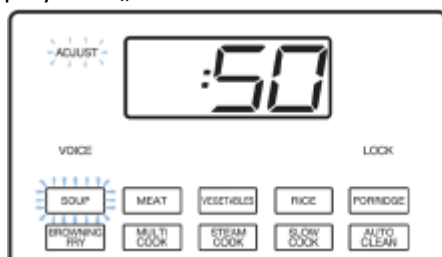 ADJUST
:50
VOICE LOCK
SOUP MEAT VEGETABLES RICE PORRIDGE
BROWNING FRY MULTI COOK STEAM COOK SLOW COOK AUTO CLEAN